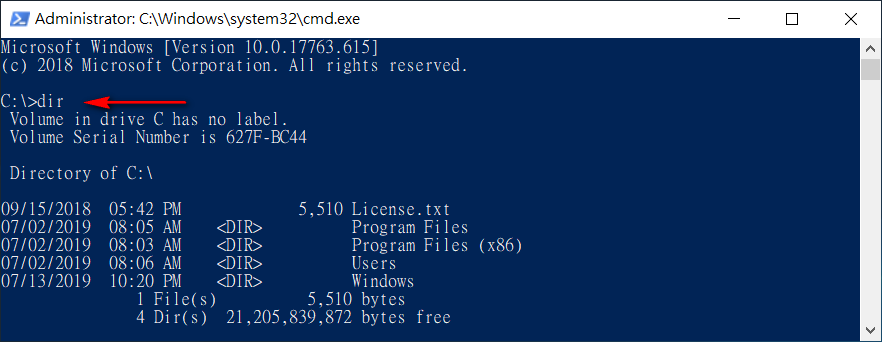 Administrator: C:\Windows\system32\cmd.exe
Microsoft Windows [Version 10.0.17763.615]
(c) 2018 Microsoft Corporation. All rights reserved.
C:\>dir
Volume in drive C has no label.
Volume Serial Number is 627F-BC44
Directory of C:\
09/15/2018  05:42 PM             5,510 License.txt
07/02/2019  08:05 AM    <DIR>          Program Files
07/02/2019  08:03 AM    <DIR>          Program Files (x86)
07/02/2019  08:06 AM    <DIR>          Users
07/13/2019  10:20 PM    <DIR>          Windows
1 File(s)          5,510 bytes
4 Dir(s)  21,205,839,872 bytes free